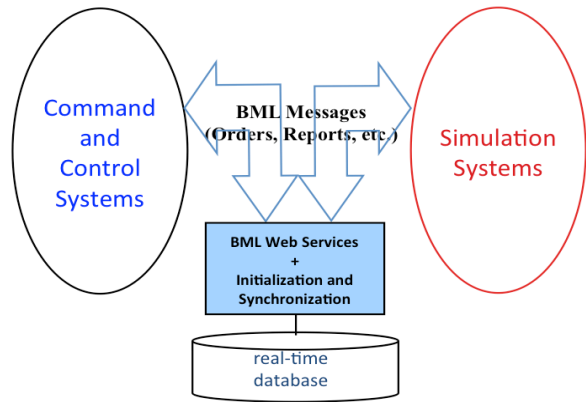 Command
and
Control
Systems
BML Messages
(Orders, Reports, etc.)
Simulation
Systems
BML Web Services
+
Initialization and
Synchronization
real-time
database